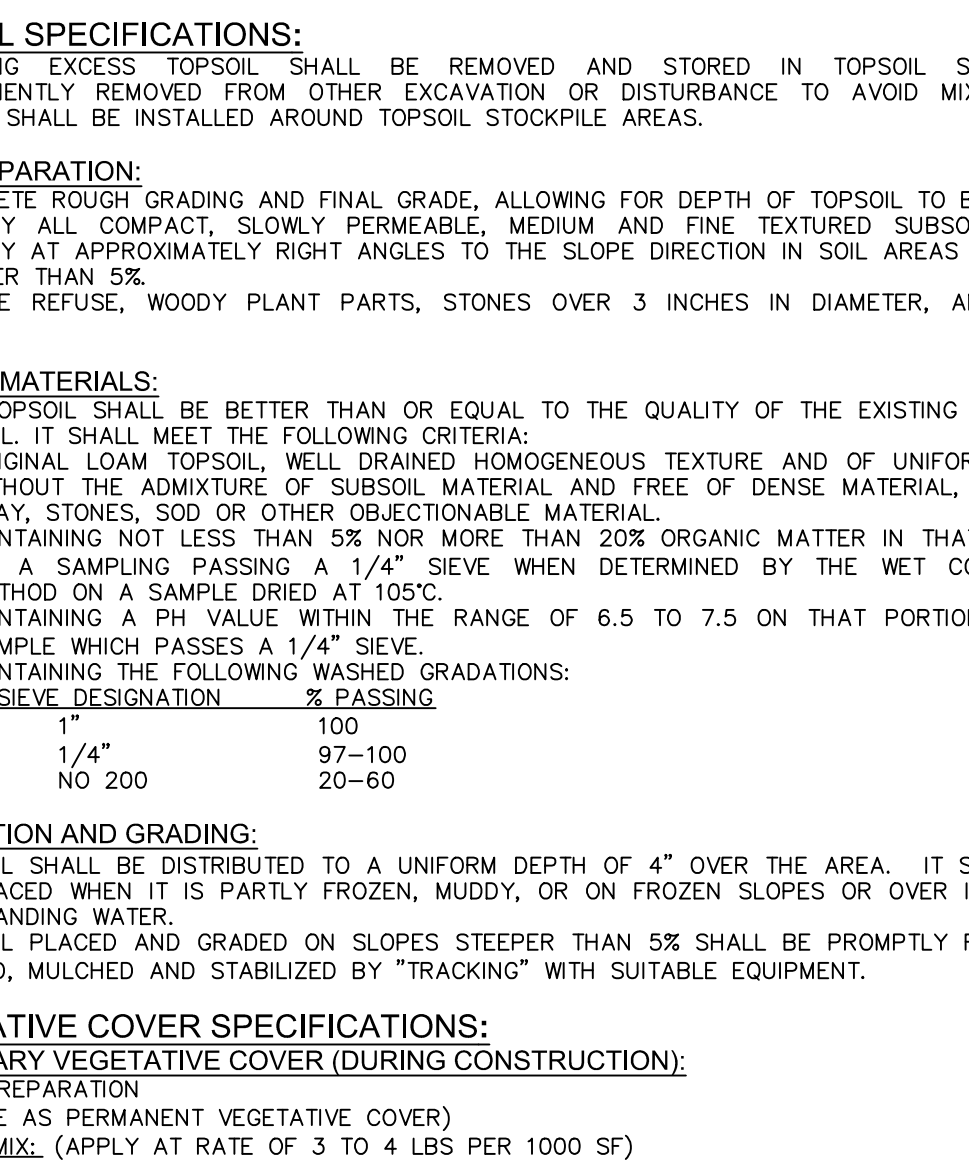 L SPECIFICATIONS:
NG EXCESS TOPSOIL SHALL BE REMOVED AND STORED IN TOPSOIL S
IENTLY REMOVED FROM OTHER EXCAVATION OR DISTURBANCE TO AVOID MIX
SHALL BE INSTALLED AROUND TOPSOIL STOCKPILE AREAS.
PARATION:
ETE ROUGH GRADING AND FINAL GRADE, ALLOWING FOR DEPTH OF TOPSOIL TO B
Y ALL COMPACT, SLOWLY PERMEABLE, MEDIUM AND FINE TEXTURED SUBSO
Y AT APPROXIMATELY RIGHT ANGLES TO THE SLOPE DIRECTION IN SOIL AREAS
ER THAN 5%.
E REFUSE, WOODY PLANT PARTS, STONES OVER 3 INCHES IN DIAMETER, A
MATERIALS:
OPSOIL SHALL BE BETTER THAN OR EQUAL TO THE QUALITY OF THE EXISTING
L. IT SHALL MEET THE FOLLOWING CRITERIA:
IGINAL LOAM TOPSOIL, WELL DRAINED HOMOGENEOUS TEXTURE AND OF UNIFOR
THOUT THE ADMIXTURE OF SUBSOIL MATERIAL AND FREE OF DENSE MATERIAL,
AY, STONES, SOD OR OTHER OBJECTIONABLE MATERIAL.
NTAINING NOT LESS THAN 5% NOR MORE THAN 20% ORGANIC MATTER IN THAT
A SAMPLING PASSING A 1/4" SIEVE WHEN DETERMINED BY THE WET CO
THOD ON A SAMPLE DRIED AT 105°C.
NTAINING A PH VALUE WITHIN THE RANGE OF 6.5 TO 7.5 ON THAT PORTION
MPLE WHICH PASSES A 1/4" SIEVE.
NTAINING THE FOLLOWING WASHED GRADATIONS:
SIEVE DESIGNATION % PASSING
1" 100
1/4" 97–100
NO 200 20–60
TION AND GRADING:
L SHALL BE DISTRIBUTED TO A UNIFORM DEPTH OF 4" OVER THE AREA. IT S
ACED WHEN IT IS PARTLY FROZEN, MUDDY, OR ON FROZEN SLOPES OR OVER I
ANDING WATER.
L PLACED AND GRADED ON SLOPES STEEPER THAN 5% SHALL BE PROMPTLY F
D, MULCHED AND STABILIZED BY "TRACKING" WITH SUITABLE EQUIPMENT.
ATIVE COVER SPECIFICATIONS:
ARY VEGETATIVE COVER (DURING CONSTRUCTION):
REPARATION
E AS PERMANENT VEGETATIVE COVER)
MIX: (APPLY AT RATE OF 3 TO 4 LBS PER 1000 SF)